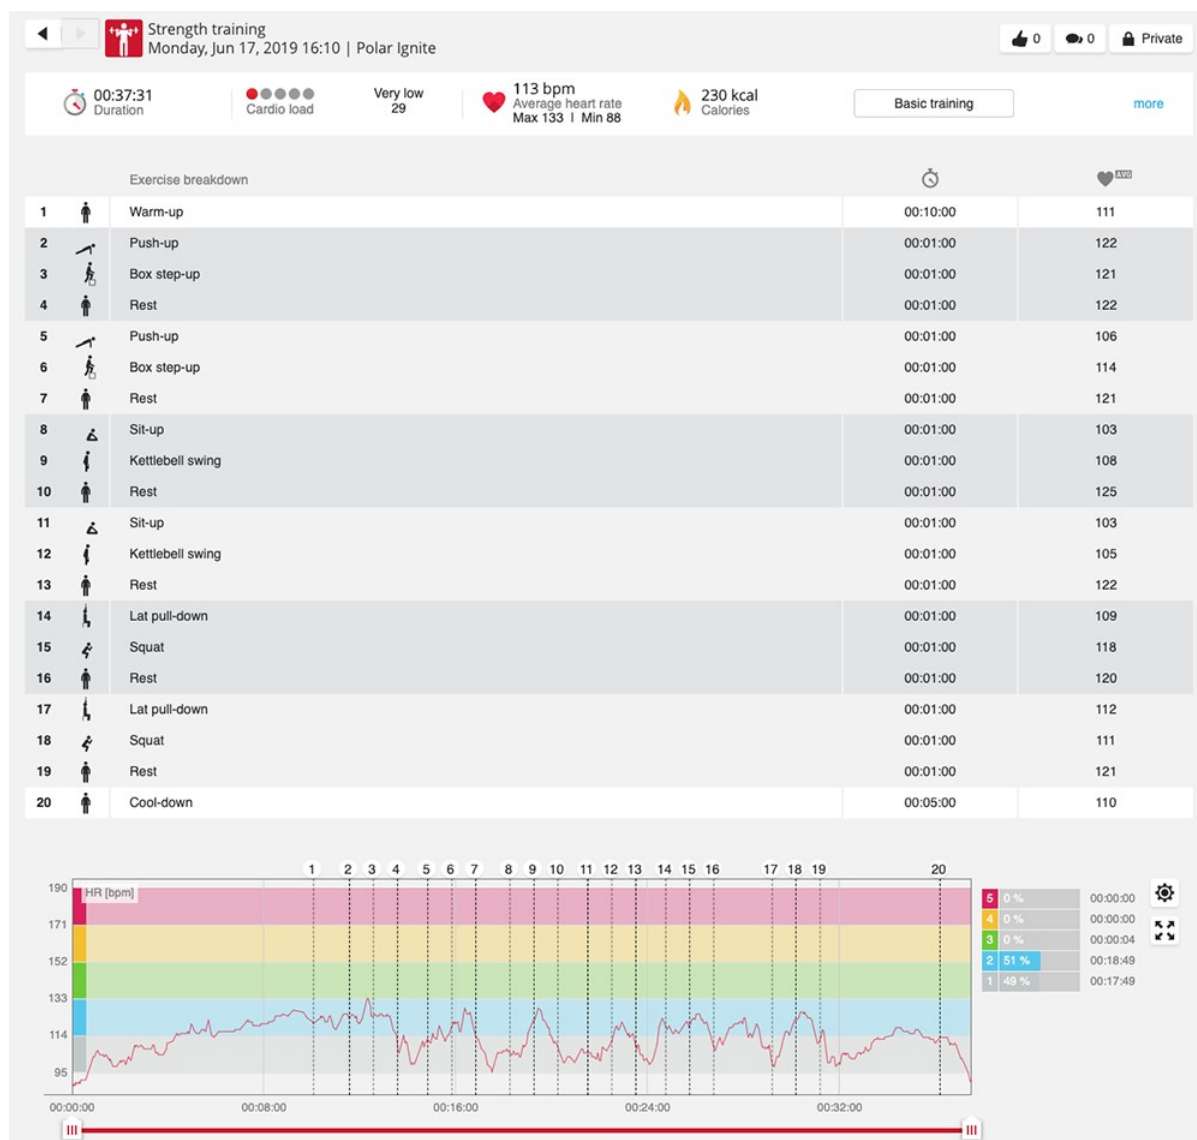 Strength training
Monday, Jun 17, 2019 16:10 | Polar Ignite
0 0 Private
00:37:31
Duration
Cardio load
Very low
29
113 bpm
Average heart rate
Max 133 | Min 88
230 kcal
Calories
Basic training
more
Exercise breakdown AVG
1 Warm-up 00:10:00 111
2 Push-up 00:01:00 122
3 Box step-up 00:01:00 121
4 Rest 00:01:00 122
5 Push-up 00:01:00 106
6 Box step-up 00:01:00 114
7 Rest 00:01:00 121
8 Sit-up 00:01:00 103
9 Kettlebell swing 00:01:00 108
10 Rest 00:01:00 125
11 Sit-up 00:01:00 103
12 Kettlebell swing 00:01:00 105
13 Rest 00:01:00 122
14 Lat pull-down 00:01:00 109
15 Squat 00:01:00 118
16 Rest 00:01:00 120
17 Lat pull-down 00:01:00 112
18 Squat 00:01:00 111
19 Rest 00:01:00 121
20 Cool-down 00:05:00 110
1 2 3 4 5 6 7 8 9 10 11 12 13 14 15 16 17 18 19 20
HR [bpm]
190
171
152
133
114
95
00:00:00 00:08:00 00:16:00 00:24:00 00:32:00
5 0 % 00:00:00
4 0 % 00:00:00
3 0 % 00:00:04
2 51 % 00:18:49
1 49 % 00:17:49